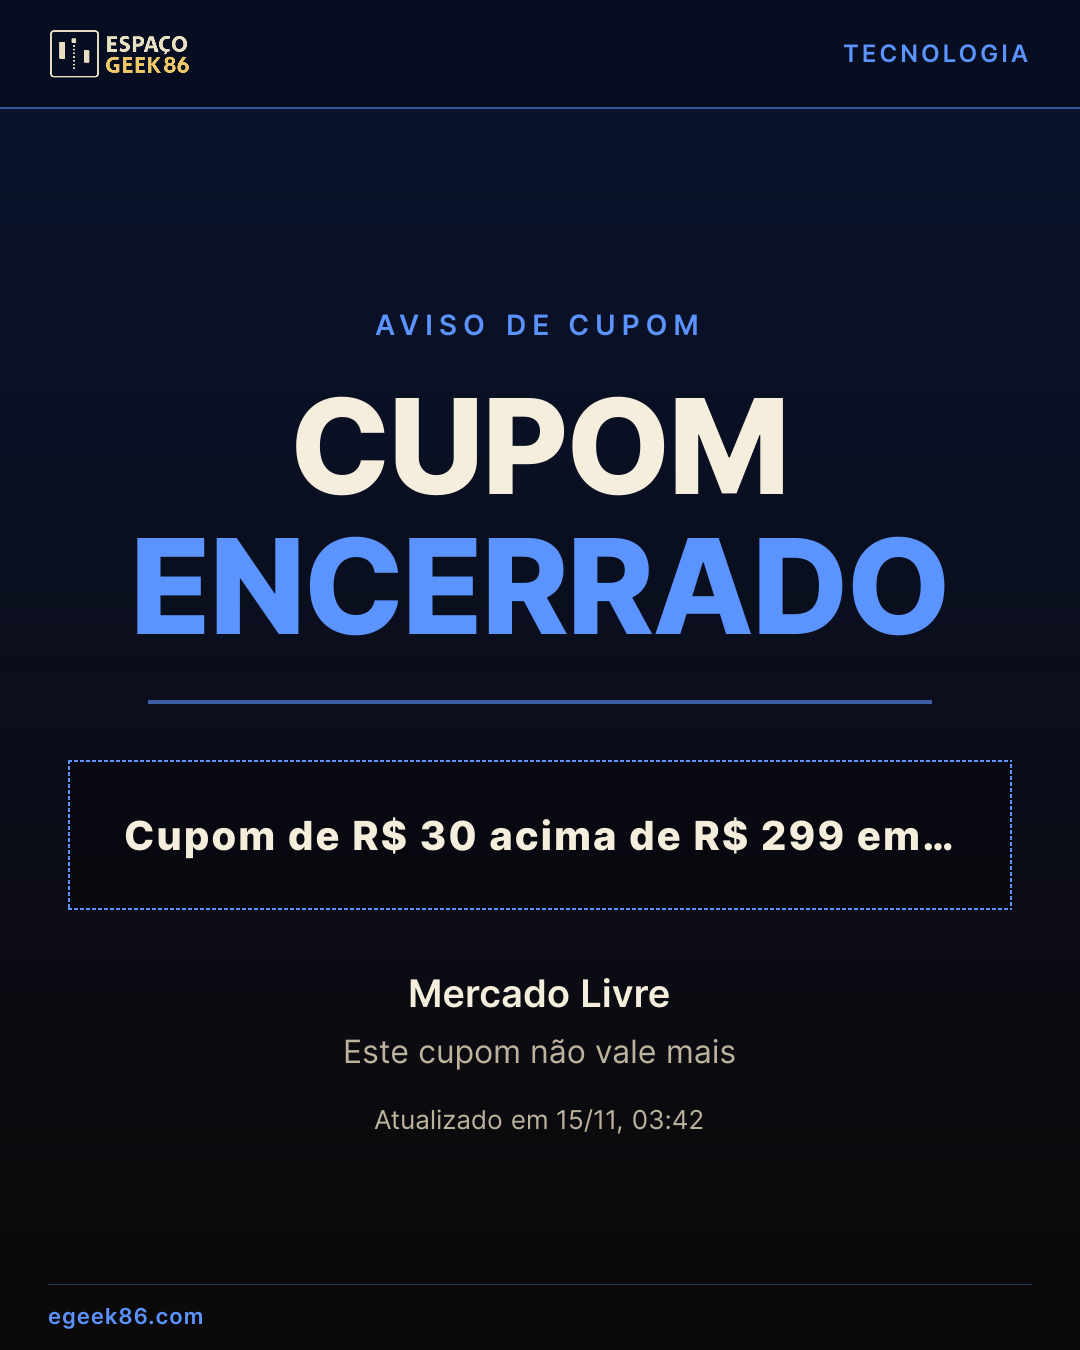 ESPAÇO
GEEK86
TECNOLOGIA
AVISO DE CUPOM
CUPOM
ENCERRADO
Cupom de R$ 30 acima de R$ 299 em…
Mercado Livre
Este cupom não vale mais
Atualizado em 15/11, 03:42
egeek86.com